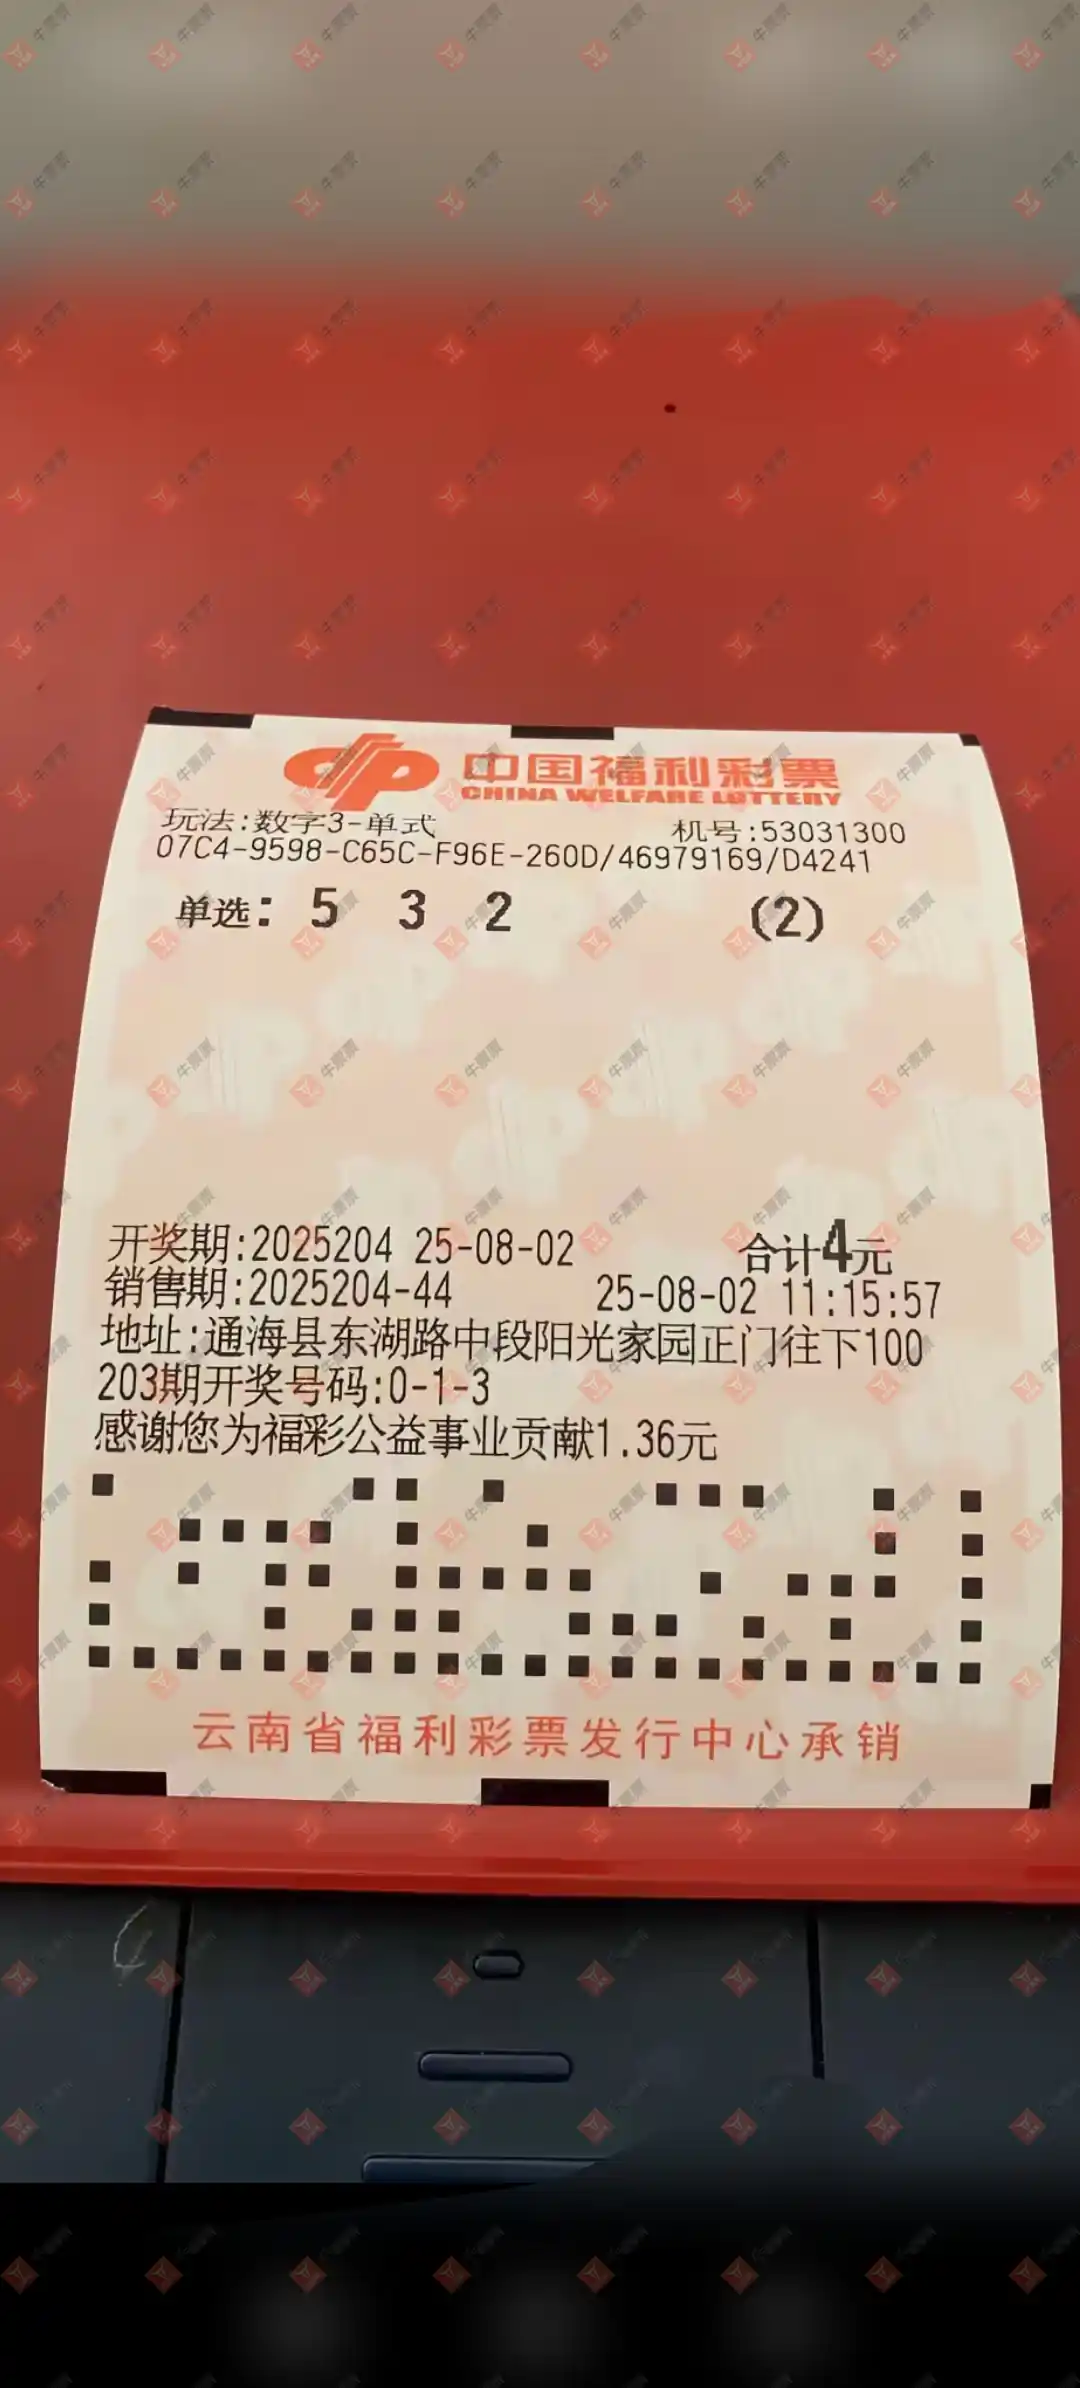 中国福利彩票
CHINA WELFARE LOTTERY
玩法:数字3-单式 机号:53031300
07C4-9598-C65C-F96E-260D/46979169/D4241
单选: 5 3 2 (2)
开奖期:2025204 25-08-02 合计4元
销售期:2025204-44 25-08-02 11:15:57
地址:通海县东湖路中段阳光家园正门往下100
203期开奖号码:0-1-3
感谢您为福彩公益事业贡献1.36元
云南省福利彩票发行中心承销